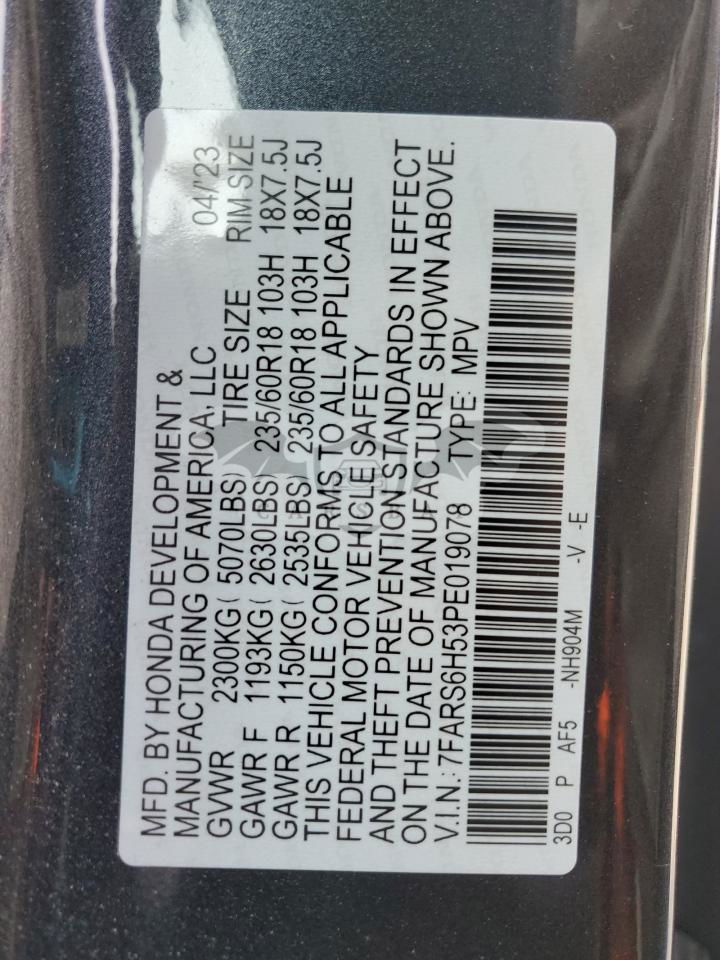 MFD. BY HONDA DEVELOPMENT &
MANUFACTURING OF AMERICA, LLC 04/'23
GVWR 2300KG( 5070LBS) TIRE SIZE RIM SIZE
GAWR F 1193KG( 2630LBS) 235/60R18 103H 18X7.5J
GAWR R 1150KG( 2535LBS) 235/60R18 103H 18X7.5J
THIS VEHICLE CONFORMS TO ALL APPLICABLE
FEDERAL MOTOR VEHICLE SAFETY
AND THEFT PREVENTION STANDARDS IN EFFECT
ON THE DATE OF MANUFACTURE SHOWN ABOVE.
V.I.N.:7FARS6H53PE019078 TYPE: MPV
3D0 P AF5 -NH904M -V -E